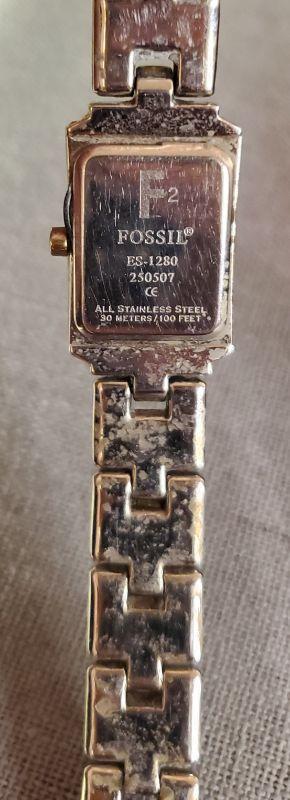 F2
FOSSIL®
ES-1280
250507
CE
ALL STAINLESS STEEL
30 METERS/100 FEET